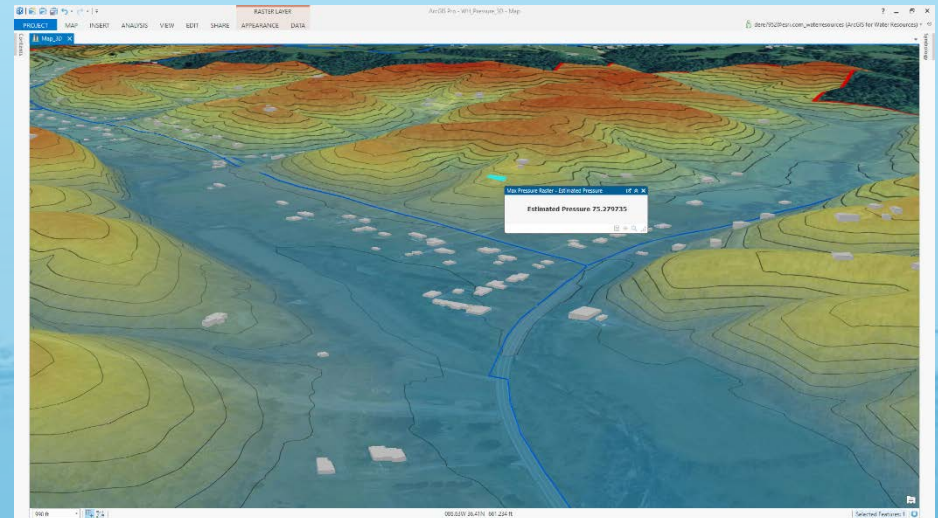 RASTER LAYER
ArcGIS Pro - WH_Pressure_3D - Map
PROJECT MAP INSERT ANALYSIS VIEW EDIT SHARE APPEARANCE DATA
Map_3D
Contents
Max Pressure Raster - Estimated Pressure
Estimated Pressure 75.279735
Selected Features: 1